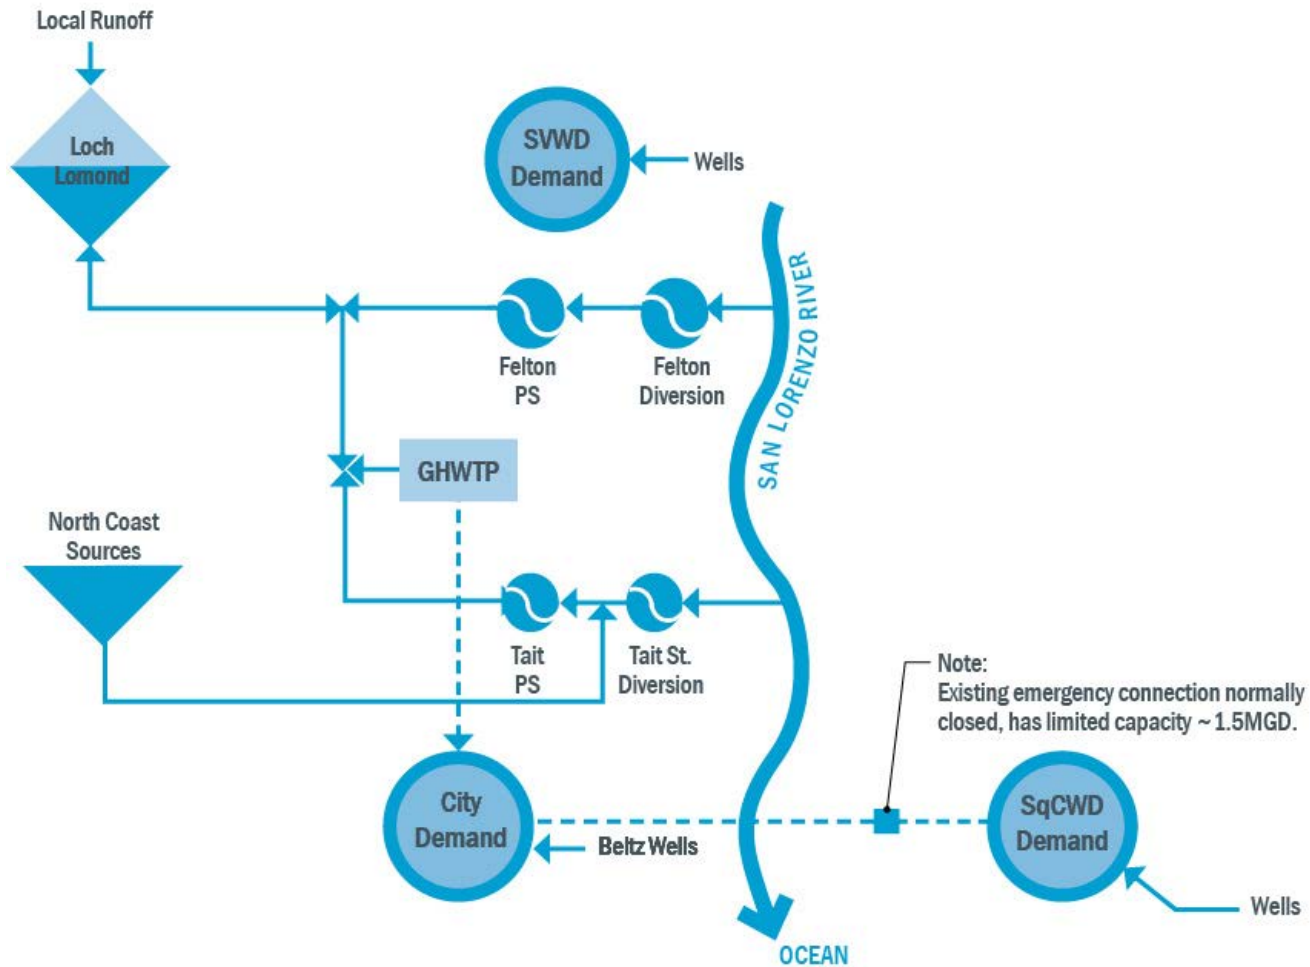 Local Runoff
Loch
Lomond
SVWD
Demand
Wells
SAN LORENZO RIVER
Felton
PS
Felton
Diversion
GHWTP
North Coast
Sources
Tait
PS
Tait St.
Diversion
Note:
Existing emergency connection normally
closed, has limited capacity ~ 1.5MGD.
City
Demand
Beltz Wells
SqCWD
Demand
Wells
OCEAN